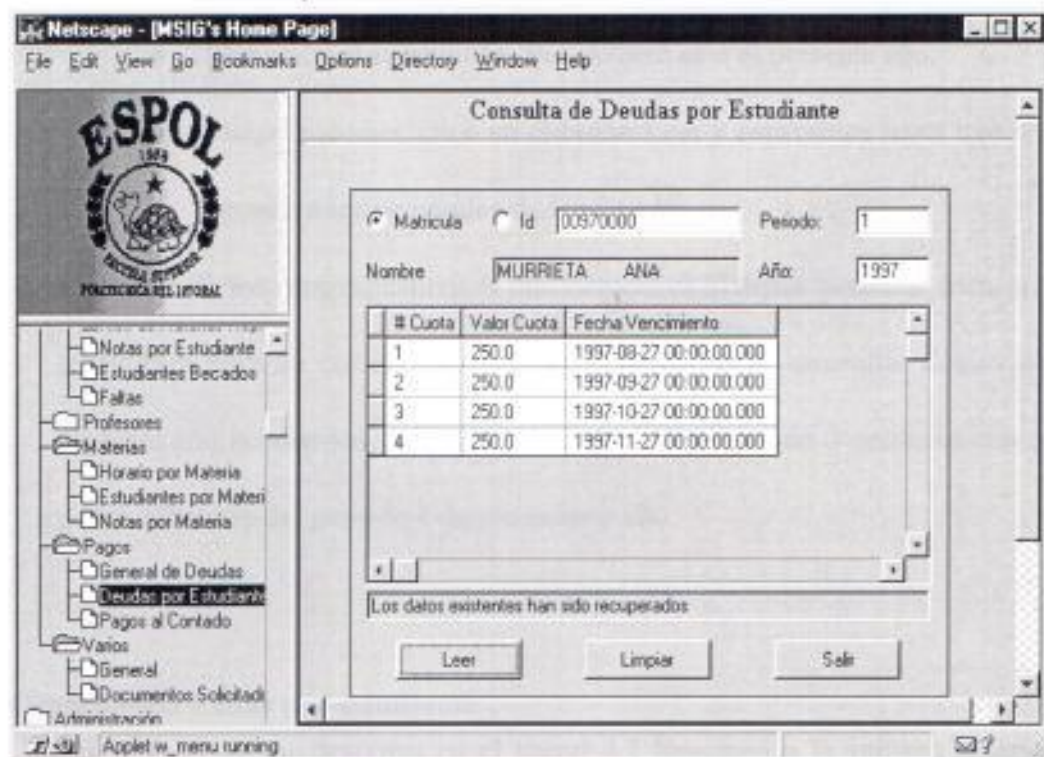 Netscape - [MSIG's Home Page]
File Edit View Go Bookmarks Options Directory Window Help
ESPOL
ESCUELA SUPERIOR
POLITECNICA DEL LITORAL
Notas por Estudiante
Estudiantes Becados
Faltas
Profesores
Materias
Horario por Materia
Estudiantes por Materi
Notas por Materia
Pagos
General de Deudas
Deudas por Estudiante
Pagos al Contado
Varios
General
Documentos Solicitad
Administración
Consulta de Deudas por Estudiante
Matricula Id 00970000 Periodo: 1
Nombre MURRIETA ANA Año: 1997
# Cuota Valor Cuota Fecha Vencimiento
1 250.0 1997-08-27 00:00:00.000
2 250.0 1997-09-27 00:00:00.000
3 250.0 1997-10-27 00:00:00.000
4 250.0 1997-11-27 00:00:00.000
Los datos existentes han sido recuperados
Leer Limpiar Salir
Applet w_menu running